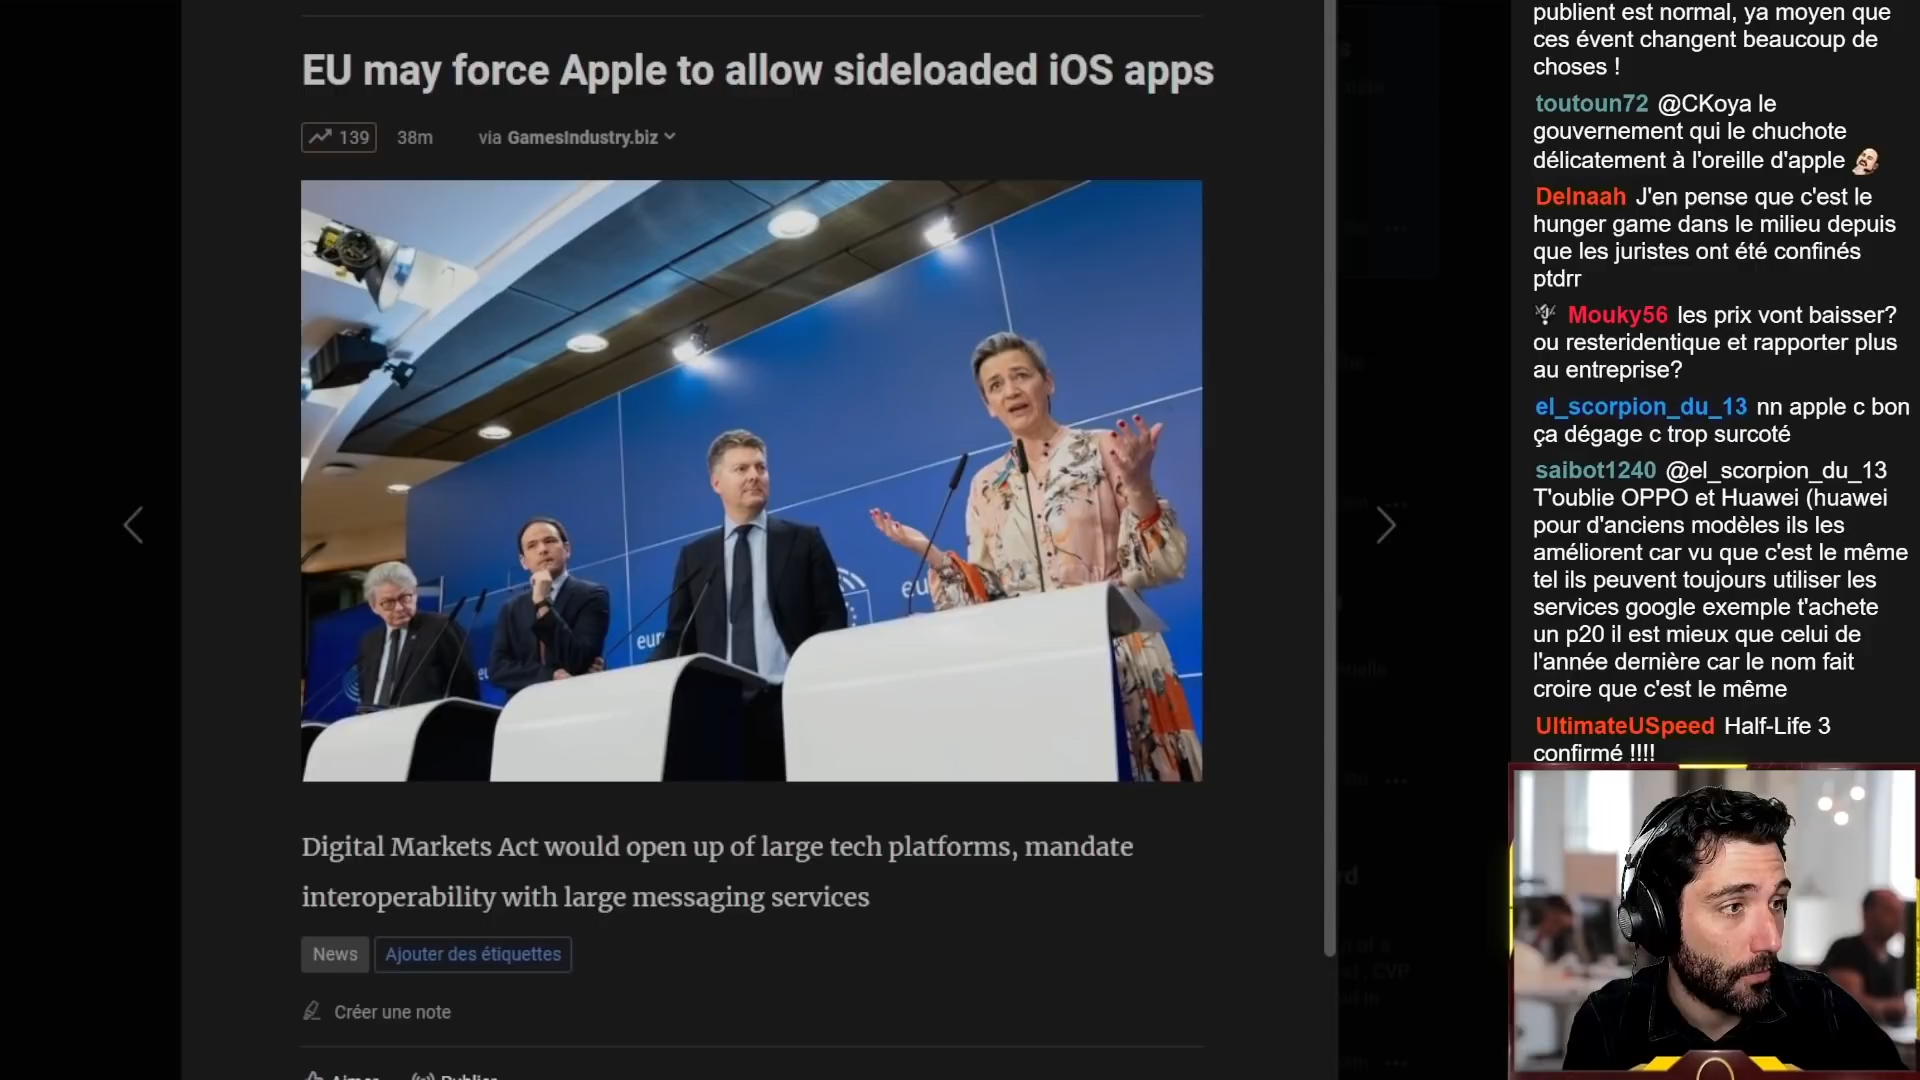 EU may force Apple to allow sideloaded iOS apps
139 38m via GamesIndustry.biz
Digital Markets Act would open up of large tech platforms, mandate
interoperability with large messaging services
News Ajouter des étiquettes
Créer une note
publient est normal, ya moyen que
ces évent changent beaucoup de
choses !
toutoun72 @CKoya le
gouvernement qui le chuchote
délicatement à l'oreille d'apple
Delnaah J'en pense que c'est le
hunger game dans le milieu depuis
que les juristes ont été confinés
ptdrr
Mouky56 les prix vont baisser?
ou resteridentique et rapporter plus
au entreprise?
el_scorpion_du_13 nn apple c bon
ça dégage c trop surcoté
saibot1240 @el_scorpion_du_13
T'oublie OPPO et Huawei (huawei
pour d'anciens modèles ils les
améliorent car vu que c'est le même
tel ils peuvent toujours utiliser les
services google exemple t'achete
un p20 il est mieux que celui de
l'année dernière car le nom fait
croire que c'est le même
UltimateUSpeed Half-Life 3
confirmé !!!!